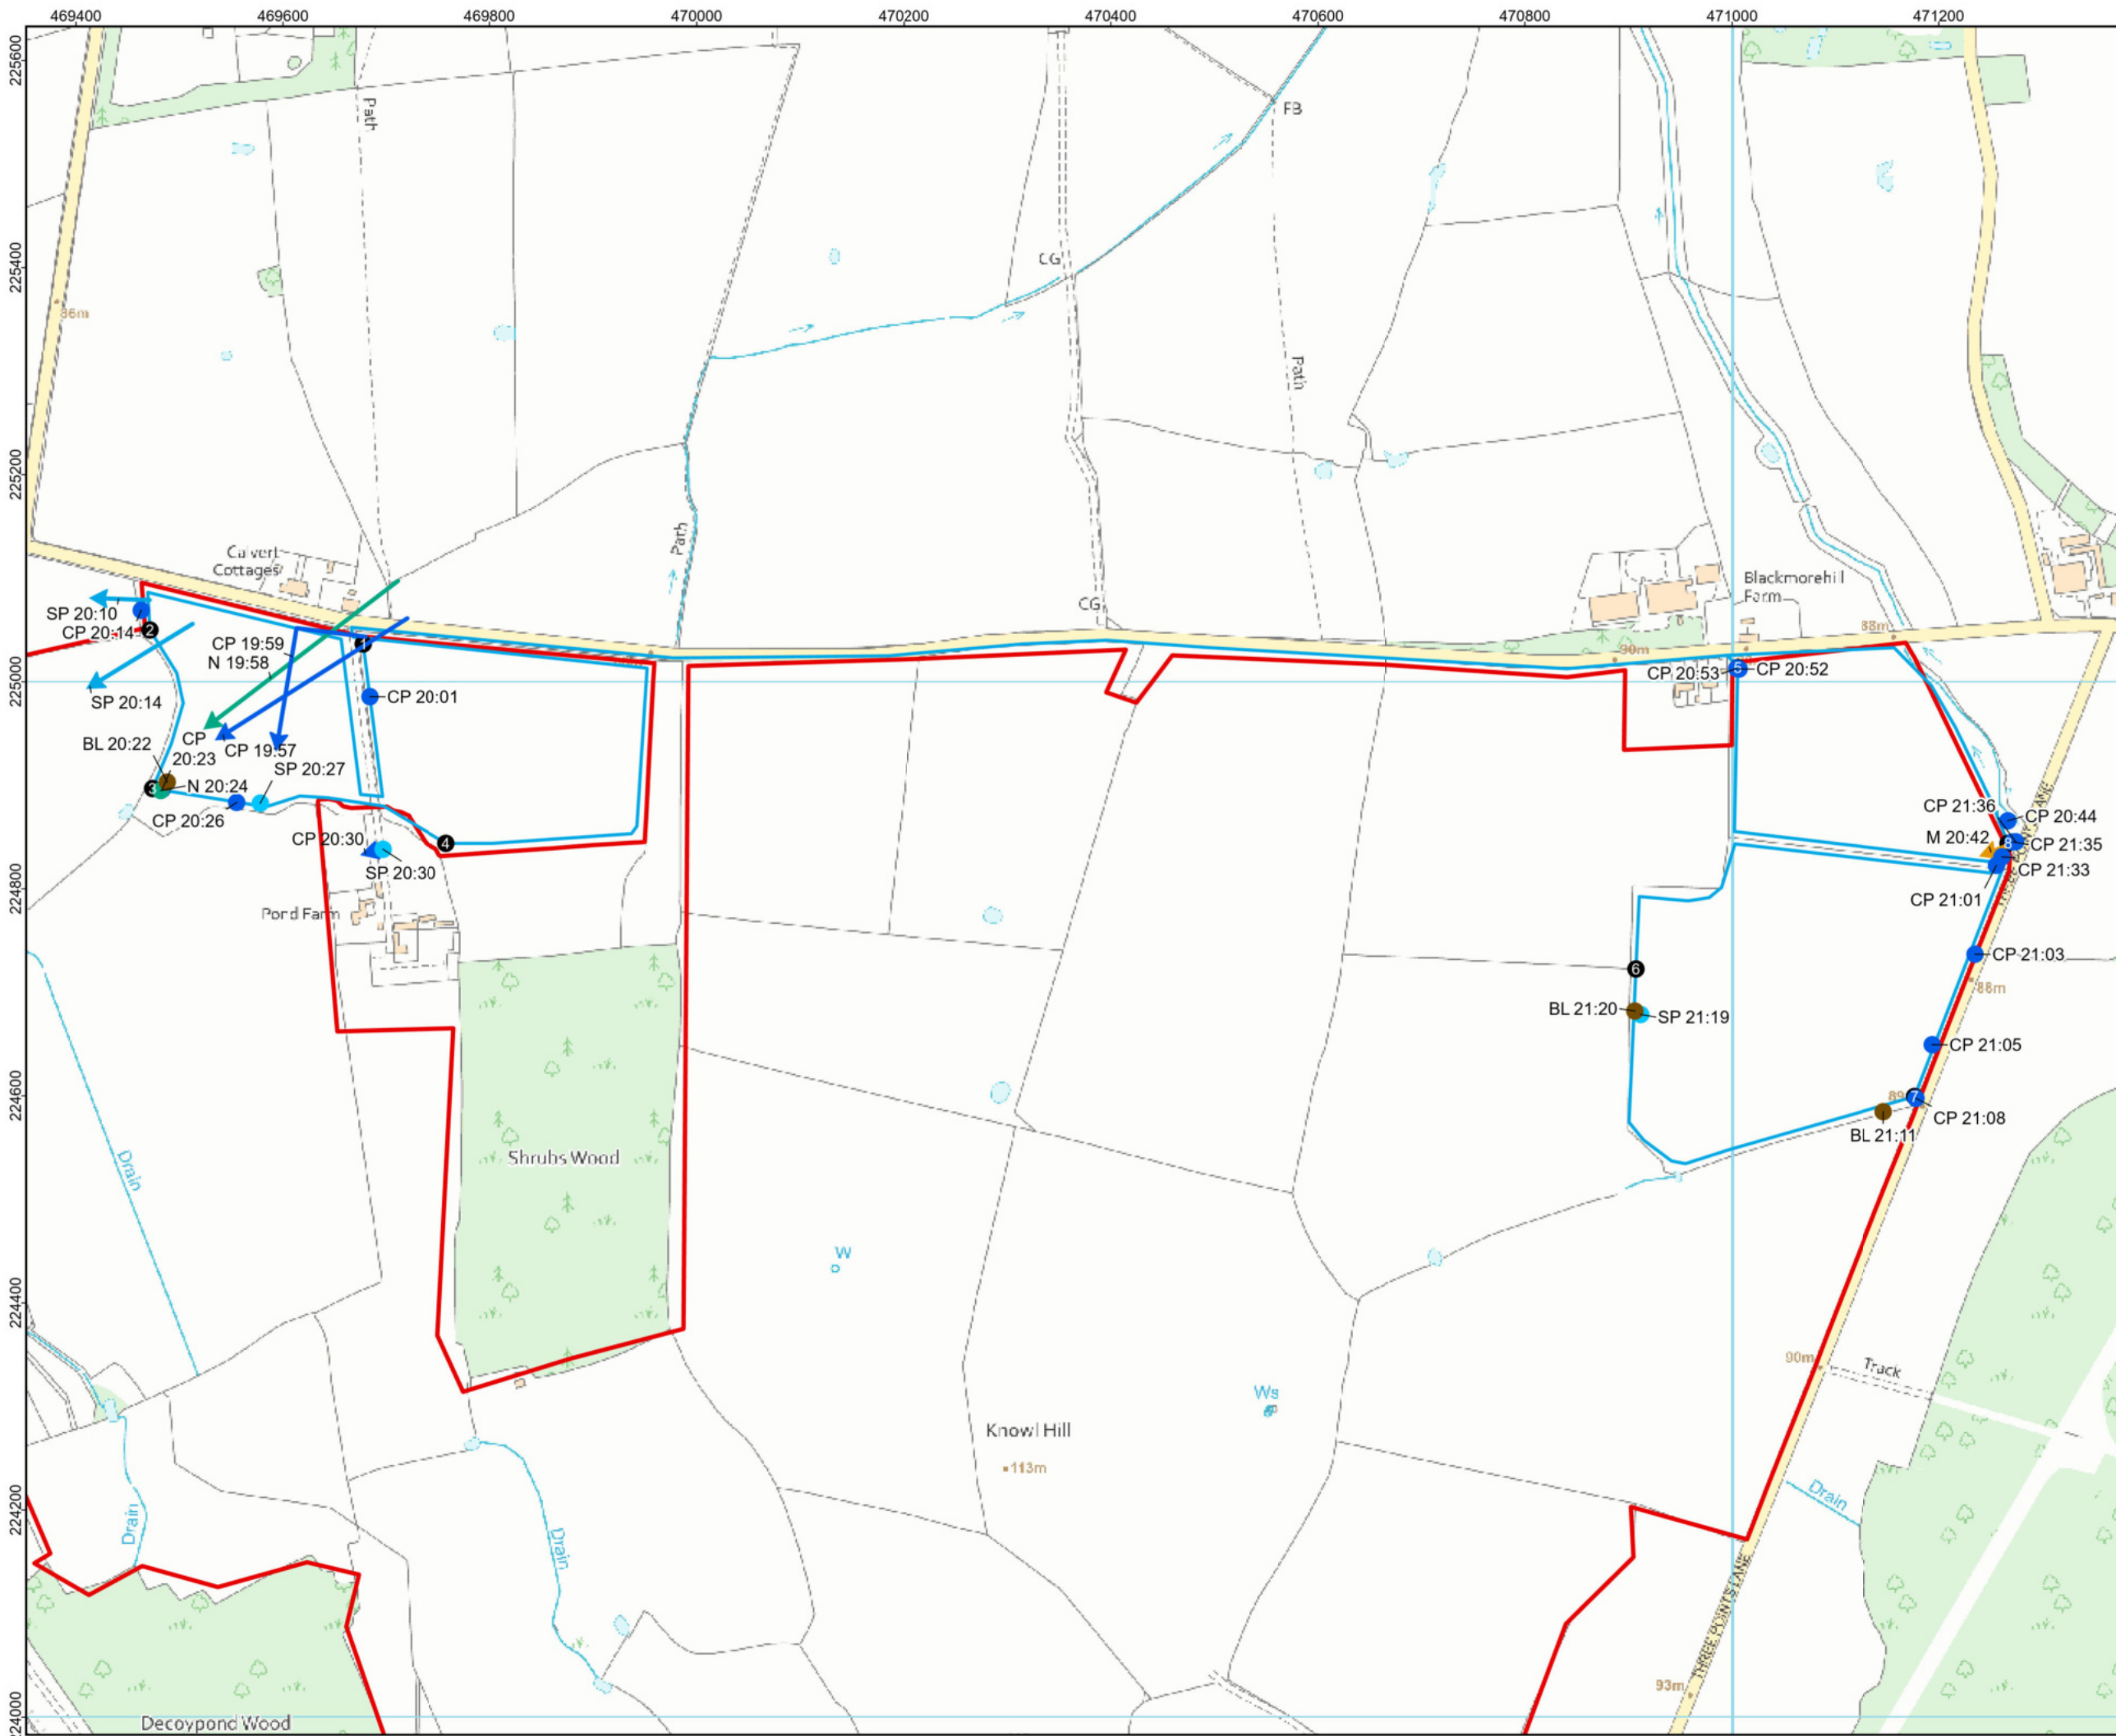 469400
469600
469800
470000
470200
470400
470600
470800
471000
471200
225600
225400
225200
225000
224800
224600
224400
224200
224000
Path
FB
CG
86m
Path
Path
Calvert
Cottages
CG
Blackmorehill
Farm
88m
90m
SP 20:10
CP 20:14
2
CP 19:59
N 19:58
SP 20:14
CP 20:01
CP 20:53
5
CP 20:52
BL 20:22
CP
20:23
CP 19:57
SP 20:27
3
N 20:24
CP 20:26
CP 20:30
SP 20:30
4
Pond Farm
CP 21:36
CP 20:44
M 20:42
8
CP 21:35
CP 21:33
CP 21:01
6
CP 21:03
88m
BL 21:20
SP 21:19
CP 21:05
89
7
CP 21:08
BL 21:11
Drain
Shrubs Wood
W
90m
Track
Ws
Knowl Hill
113m
Drain
Drain
Drain
THREE POINTS LANE
93m
Decoypond Wood